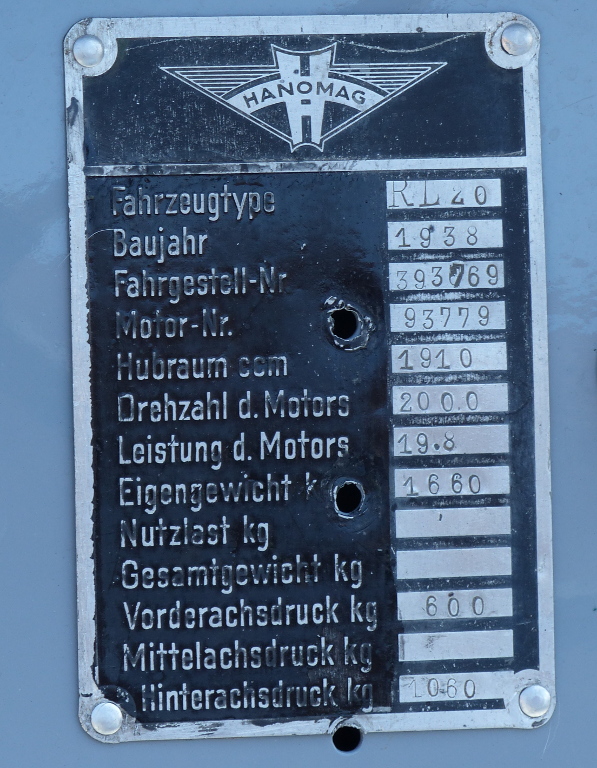 HANOMAG
Fahrzeugtype RL20
Baujahr 1938
Fahrgestell-Nr 393769
Motor-Nr. 93779
Hubraum ccm 1910
Drehzahl d. Motors 2000
Leistung d. Motors 19.8
Eigengewicht 1660
Nutzlast kg
Gesamtgewicht kg
Vorderachsdruck kg 600
Mittelachsdruck kg
Hinterachsdruck kg 1060